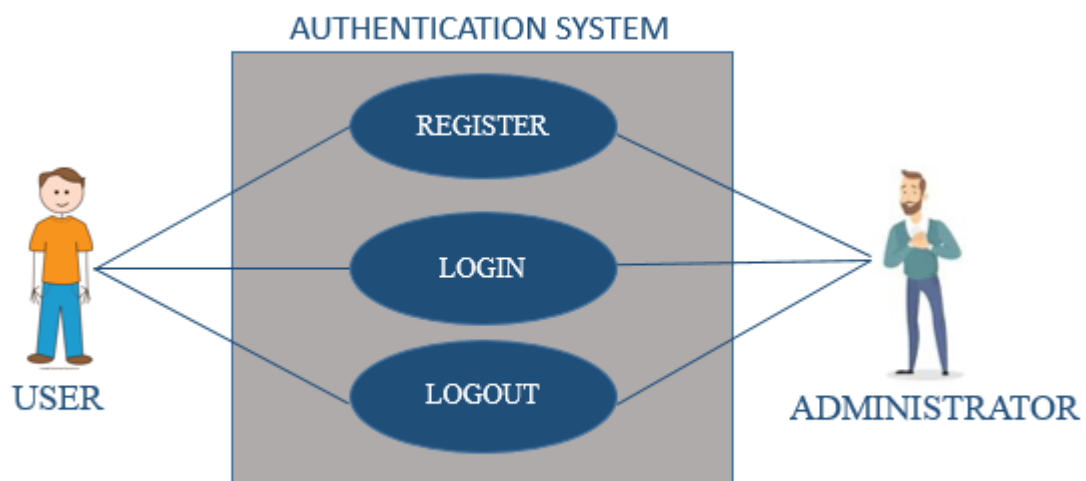 AUTHENTICATION SYSTEM
REGISTER
LOGIN
LOGOUT
USER
ADMINISTRATOR